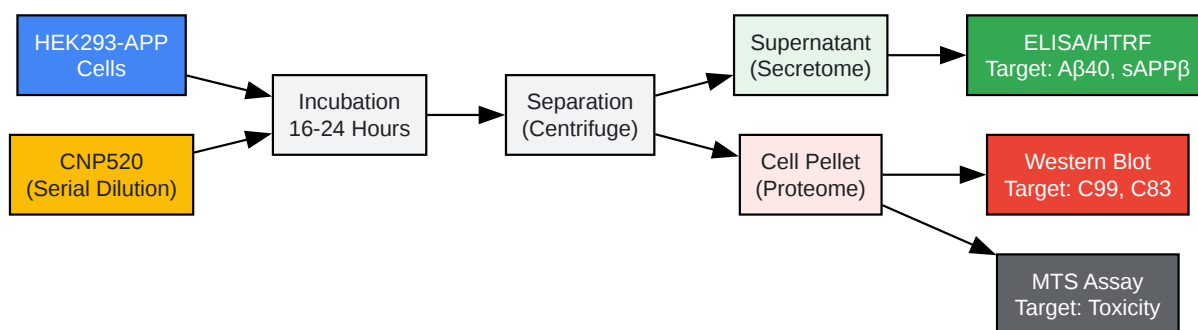 HEK293-APP
Cells
CNP520
(Serial Dilution)
Incubation
16-24 Hours
Separation
(Centrifuge)
Supernatant
(Secretome)
Cell Pellet
(Proteome)
ELISA/HTRF
Target: Aβ40, sAPPβ
Western Blot
Target: C99, C83
MTS Assay
Target: Toxicity